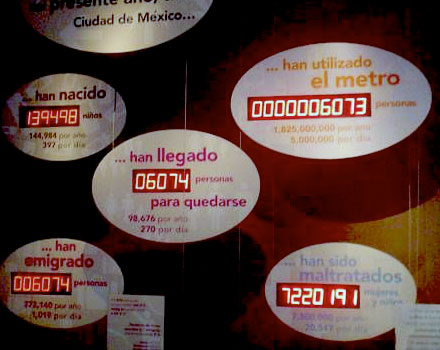 presente año,
Ciudad de México...
... han nacido
139498 niños
144,984 por año
397 por día
... han utilizado
el metro
0000006073 personas
1,825,000,000 por año
5,000,000 por día
... han llegado
06074 personas
para quedarse
98,676 por año
270 por día
... han
emigrado
006074 personas
372,140 por año
1,019 por día
... han sido
maltratados
7220191 mujeres
y niños
7,500,000 por año
20,547 por día